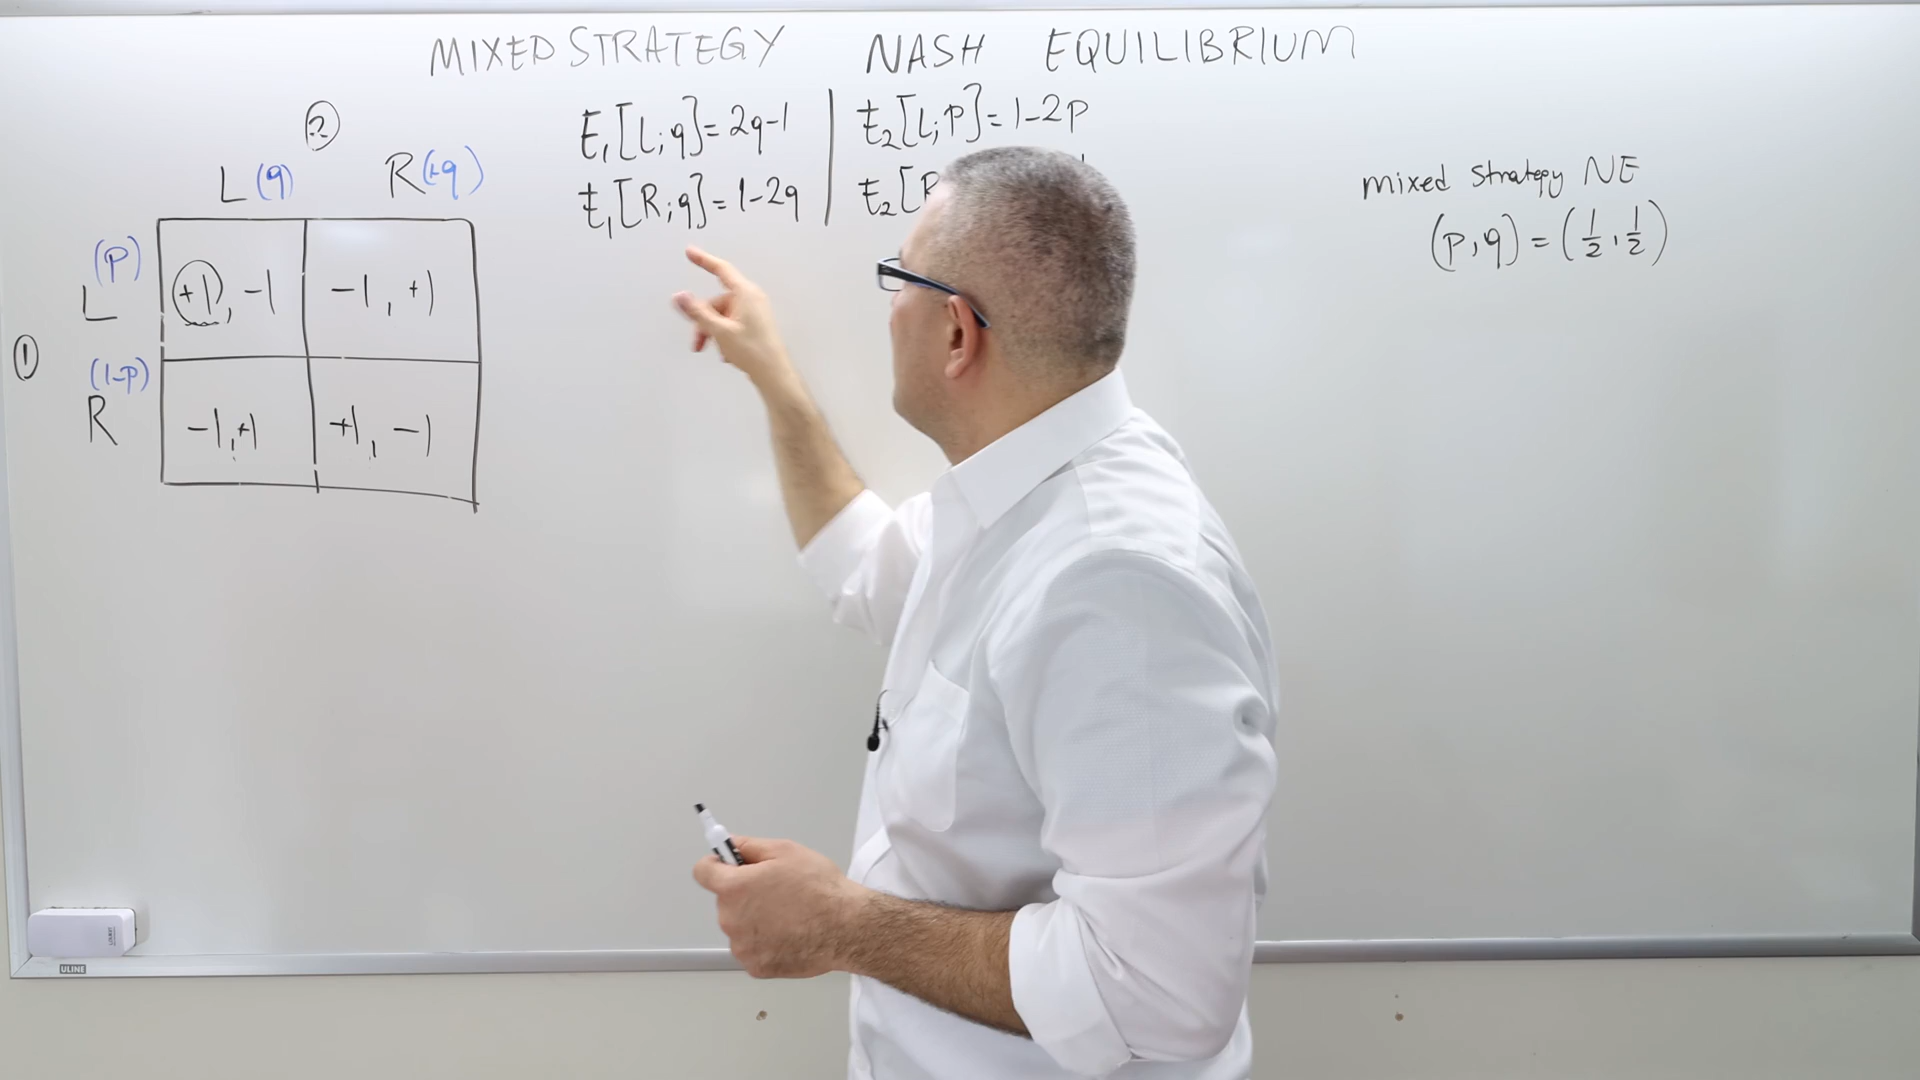 MIXED STRATEGY NASH EQUILIBRIUM
②
L (q) R (1-q)
①
(p)
L
+1, -1 -1, +1
(1-p)
R
-1, +1 +1, -1
E₁[L;q] = 2q-1
E₁[R;q] = 1-2q
E₂[L;p] = 1-2p
E₂[R
mixed strategy NE
(p,q) = (1/2, 1/2)
ULINE